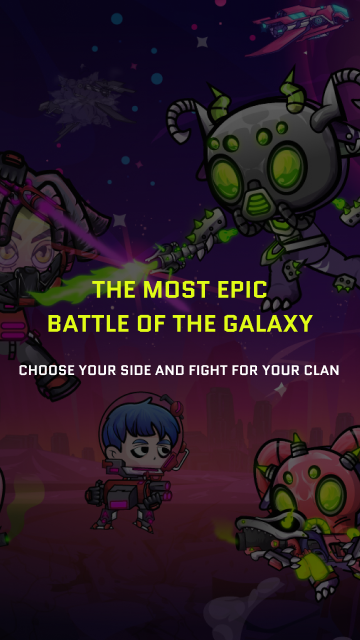 THE MOST EPIC
BATTLE OF THE GALAXY
CHOOSE YOUR SIDE AND FIGHT FOR YOUR CLAN